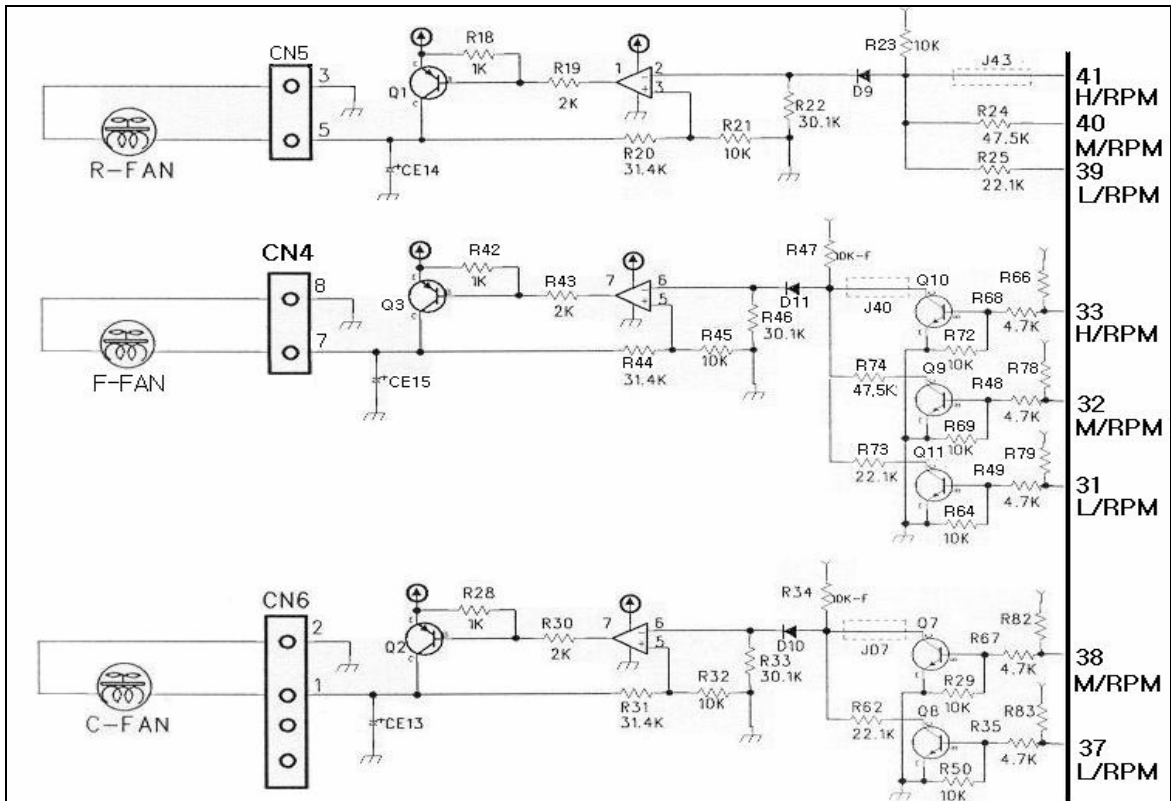 R18
1K
CN5
3
Q1
R19
2K
1
2
3
R23
10K
J43
D9
R22
30.1K
R21
10K
R20
31.4K
R24
47.5K
R25
22.1K
41
H/RPM
40
M/RPM
39
L/RPM
5
CE14
R-FAN
CN4
8
R42
1K
Q3
R43
2K
7
6
5
R47
10K-F
D11
J40
R46
30.1K
R45
10K
R44
31.4K
Q10
R68
R66
4.7K
R72
10K
33
H/RPM
7
CE15
F-FAN
R74
47.5K
Q9
R48
R78
4.7K
R69
10K
32
M/RPM
R73
22.1K
Q11
R49
R79
4.7K
R64
10K
31
L/RPM
CN6
2
R28
1K
Q2
R30
2K
7
6
5
R34
10K-F
D10
J07
R33
30.1K
R32
10K
R31
31.4K
Q7
R67
R82
4.7K
R29
10K
38
M/RPM
1
CE13
C-FAN
R62
22.1K
Q8
R35
R83
4.7K
R50
10K
37
L/RPM